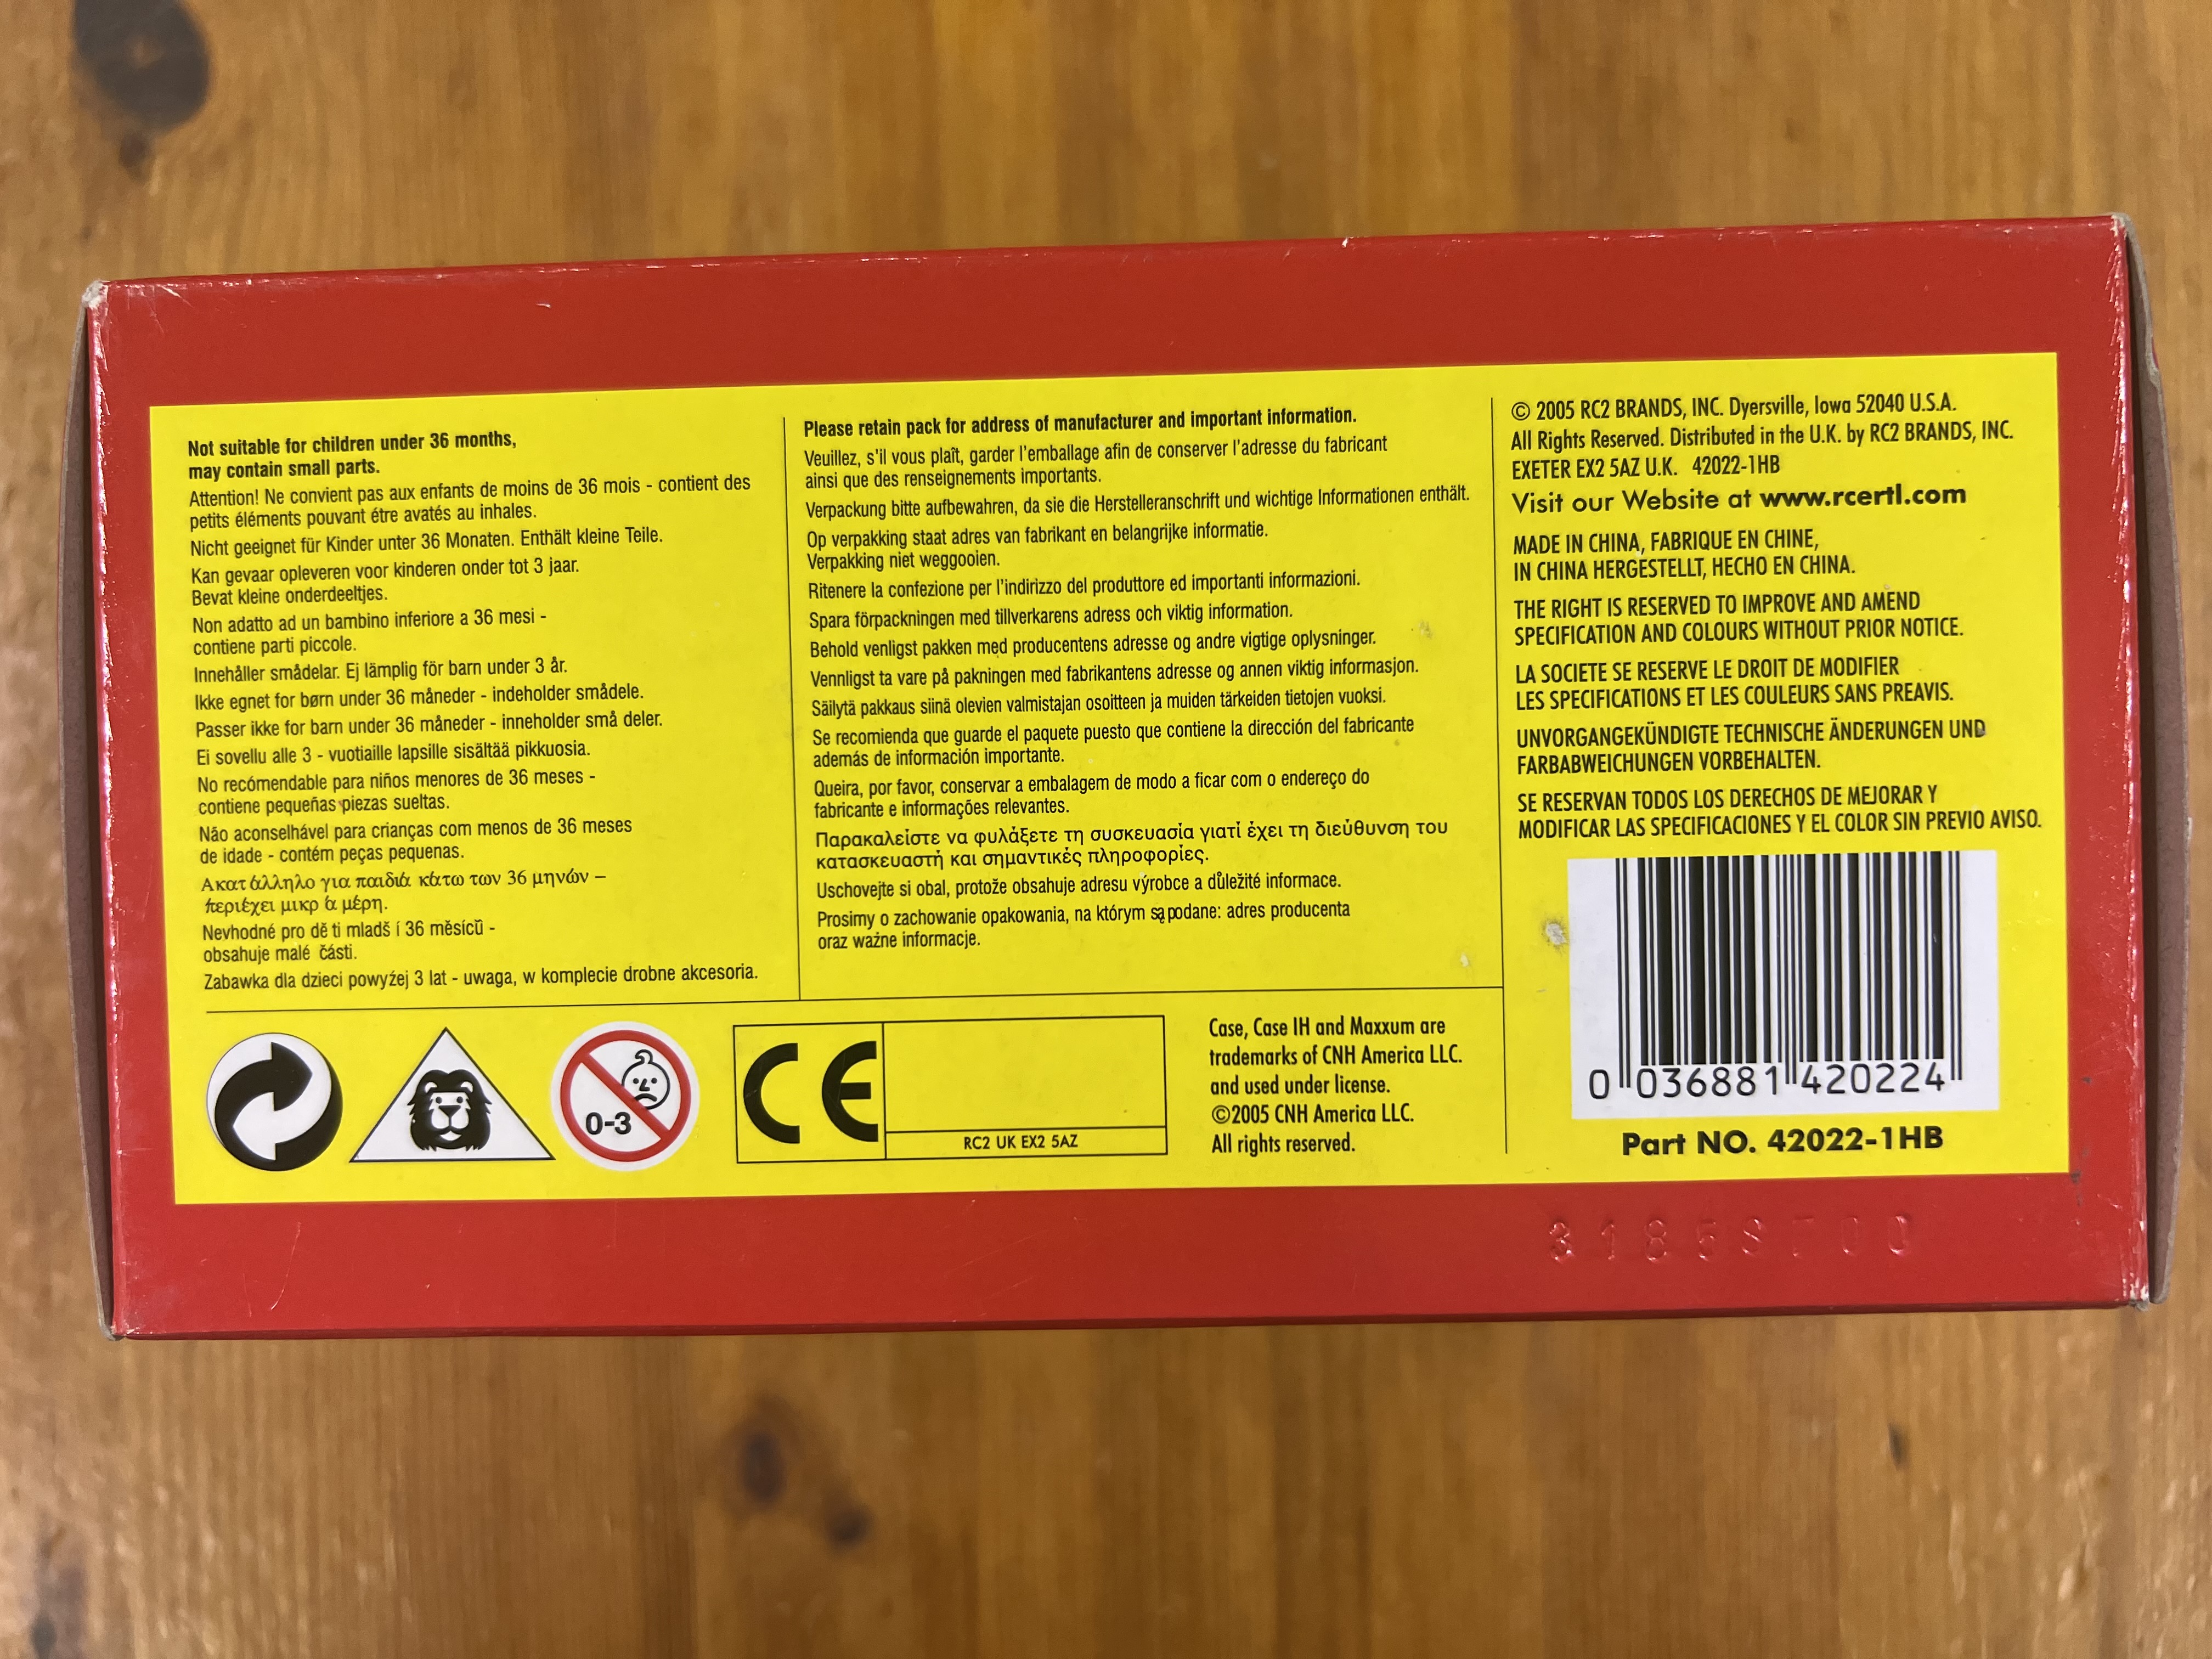 Not suitable for children under 36 months,
may contain small parts.
Attention! Ne convient pas aux enfants de moins de 36 mois - contient des
petits éléments pouvant étre avatés au inhales.
Nicht geeignet für Kinder unter 36 Monaten. Enthält kleine Teile.
Kan gevaar opleveren voor kinderen onder tot 3 jaar.
Bevat kleine onderdeeltjes.
Non adatto ad un bambino inferiore a 36 mesi -
contiene parti piccole.
Innehåller smådelar. Ej lämplig för barn under 3 år.
Ikke egnet for børn under 36 måneder - indeholder smådele.
Passer ikke for barn under 36 måneder - inneholder små deler.
Ei sovellu alle 3 - vuotiaille lapsille sisältää pikkuosia.
No recómendable para niños menores de 36 meses -
contiene pequeñas piezas sueltas.
Não aconselhável para crianças com menos de 36 meses
de idade - contém peças pequenas.
Ακατάλληλο για παιδιά κάτω των 36 μηνών –
περιέχει μικρ ά μέρη.
Nevhodné pro dě ti mladš í 36 měsícũ -
obsahuje malé části.
Zabawka dla dzieci powyźej 3 lat - uwaga, w komplecie drobne akcesoria.
Please retain pack for address of manufacturer and important information.
Veuillez, s'il vous plaît, garder l'emballage afin de conserver l'adresse du fabricant
ainsi que des renseignements importants.
Verpackung bitte aufbewahren, da sie die Herstelleranschrift und wichtige Informationen enthält.
Op verpakking staat adres van fabrikant en belangrijke informatie.
Verpakking niet weggooien.
Ritenere la confezione per l'indirizzo del produttore ed importanti informazioni.
Spara förpackningen med tillverkarens adress och viktig information.
Behold venligst pakken med producentens adresse og andre vigtige oplysninger.
Vennligst ta vare på pakningen med fabrikantens adresse og annen viktig informasjon.
Säilytä pakkaus siinä olevien valmistajan osoitteen ja muiden tärkeiden tietojen vuoksi.
Se recomienda que guarde el paquete puesto que contiene la dirección del fabricante
además de información importante.
Queira, por favor, conservar a embalagem de modo a ficar com o endereço do
fabricante e informações relevantes.
Παρακαλείστε να φυλάξετε τη συσκευασία γιατί έχει τη διεύθυνση του
κατασκευαστή και σημαντικές πληροφορίες.
Uschovejte si obal, protože obsahuje adresu výrobce a důležité informace.
Prosimy o zachowanie opakowania, na którym są podane: adres producenta
oraz ważne informacje.
© 2005 RC2 BRANDS, INC. Dyersville, Iowa 52040 U.S.A.
All Rights Reserved. Distributed in the U.K. by RC2 BRANDS, INC.
EXETER EX2 5AZ U.K. 42022-1HB
Visit our Website at www.rcertl.com
MADE IN CHINA, FABRIQUE EN CHINE,
IN CHINA HERGESTELLT, HECHO EN CHINA.
THE RIGHT IS RESERVED TO IMPROVE AND AMEND
SPECIFICATION AND COLOURS WITHOUT PRIOR NOTICE.
LA SOCIETE SE RESERVE LE DROIT DE MODIFIER
LES SPECIFICATIONS ET LES COULEURS SANS PREAVIS.
UNVORGANGEKÜNDIGTE TECHNISCHE ÄNDERUNGEN UND
FARBABWEICHUNGEN VORBEHALTEN.
SE RESERVAN TODOS LOS DERECHOS DE MEJORAR Y
MODIFICAR LAS SPECIFICACIONES Y EL COLOR SIN PREVIO AVISO.
0 036881 420224
Part NO. 42022-1HB
0-3
CE
RC2 UK EX2 5AZ
Case, Case IH and Maxxum are
trademarks of CNH America LLC.
and used under license.
©2005 CNH America LLC.
All rights reserved.